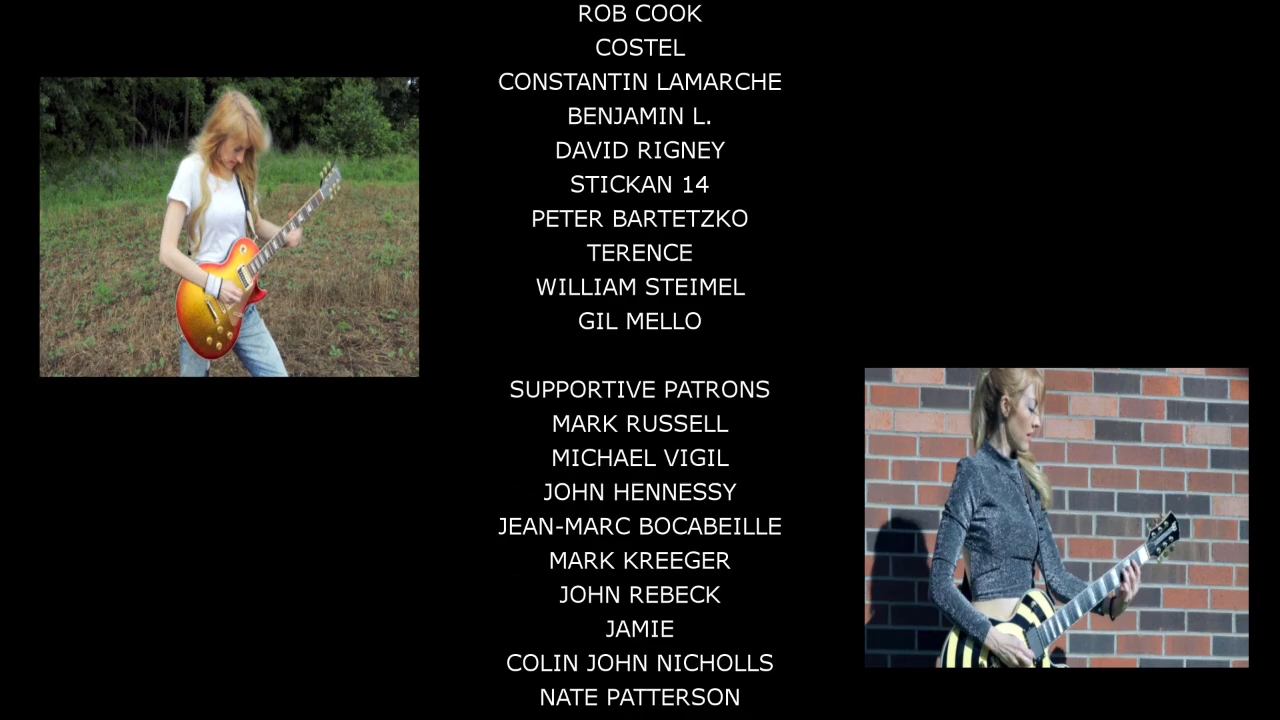 ROB COOK
COSTEL
CONSTANTIN LAMARCHE
BENJAMIN L.
DAVID RIGNEY
STICKAN 14
PETER BARTETZKO
TERENCE
WILLIAM STEIMEL
GIL MELLO
SUPPORTIVE PATRONS
MARK RUSSELL
MICHAEL VIGIL
JOHN HENNESSY
JEAN-MARC BOCABEILLE
MARK KREEGER
JOHN REBECK
JAMIE
COLIN JOHN NICHOLLS
NATE PATTERSON